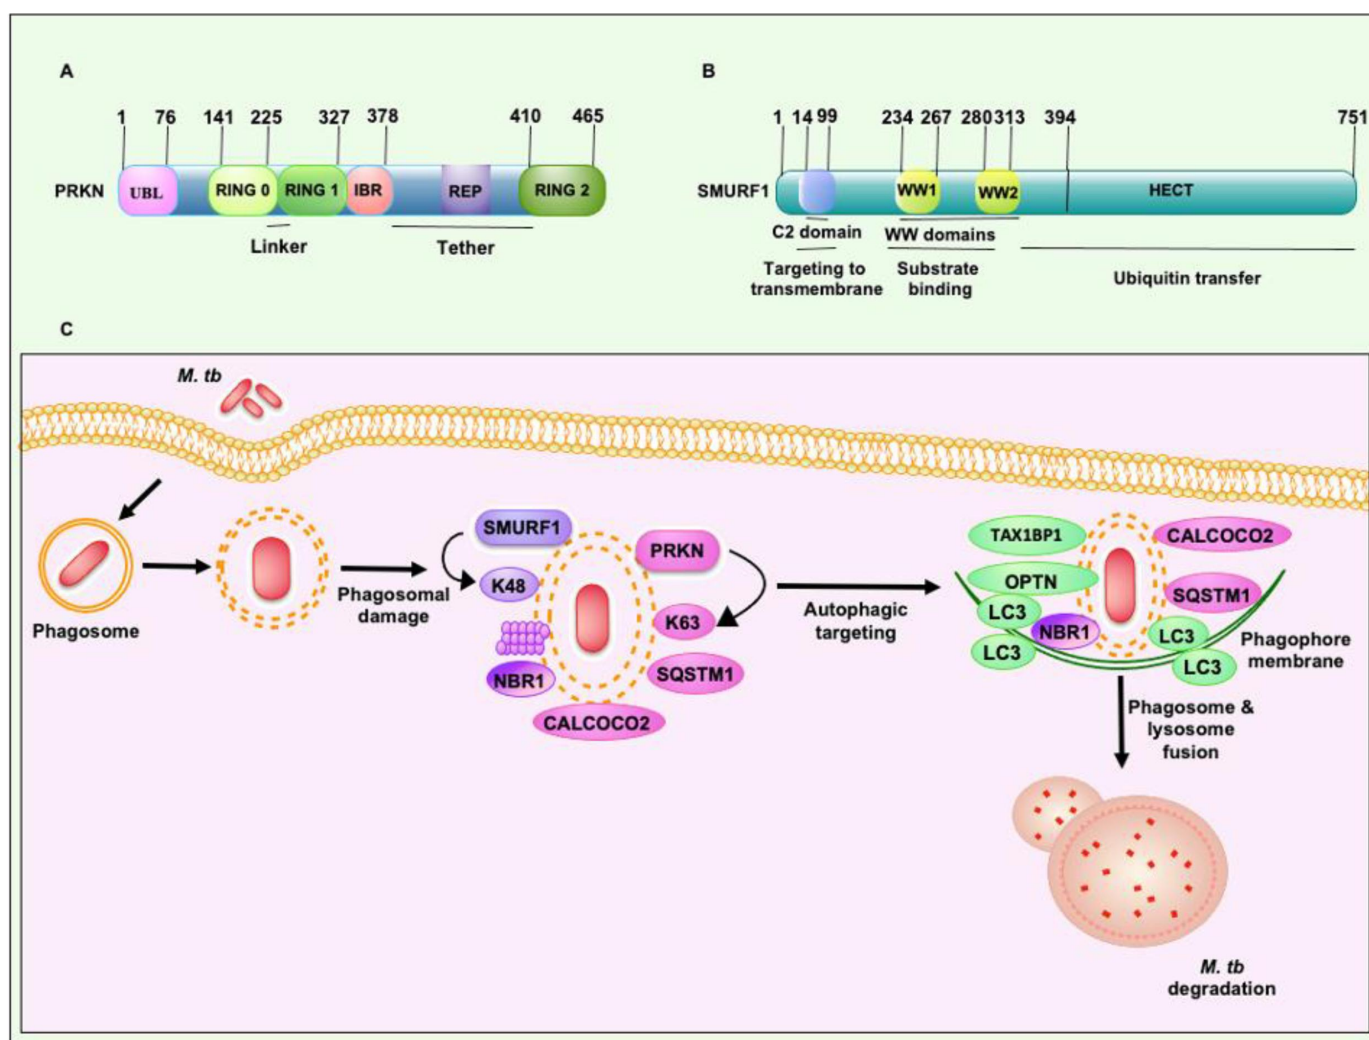 A
1 76 141 225 327 378 410 465
PRKN
UBL
RING 0
RING 1
IBR
REP
RING 2
Linker
Tether
B
1 14 99 234 267 280 313 394 751
SMURF1
WW1
WW2
HECT
C2 domain
WW domains
Targeting to
transmembrane
Substrate
binding
Ubiquitin transfer
C
M. tb
Phagosome
Phagosomal
damage
SMURF1
K48
NBR1
CALCOCO2
PRKN
K63
SQSTM1
Autophagic
targeting
TAX1BP1
OPTN
LC3
LC3
NBR1
CALCOCO2
SQSTM1
LC3
LC3
Phagophore
membrane
Phagosome &
lysosome
fusion
M. tb
degradation